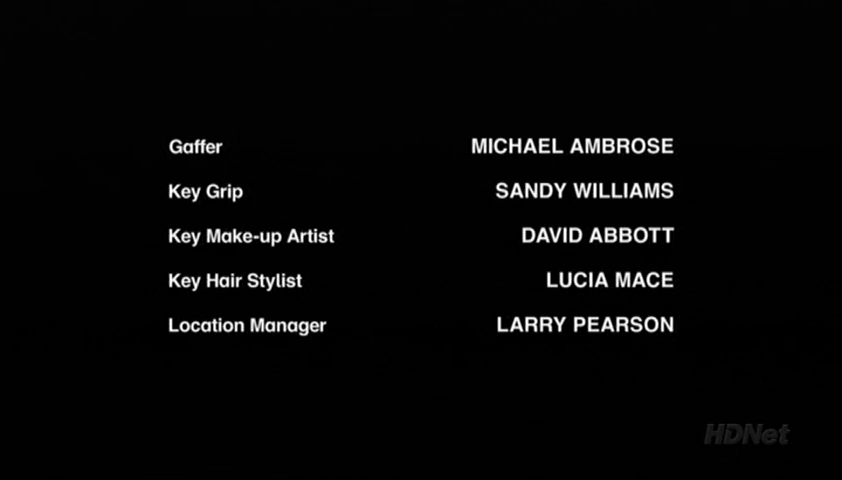 Gaffer MICHAEL AMBROSE
Key Grip SANDY WILLIAMS
Key Make-up Artist DAVID ABBOTT
Key Hair Stylist LUCIA MACE
Location Manager LARRY PEARSON
HDNet